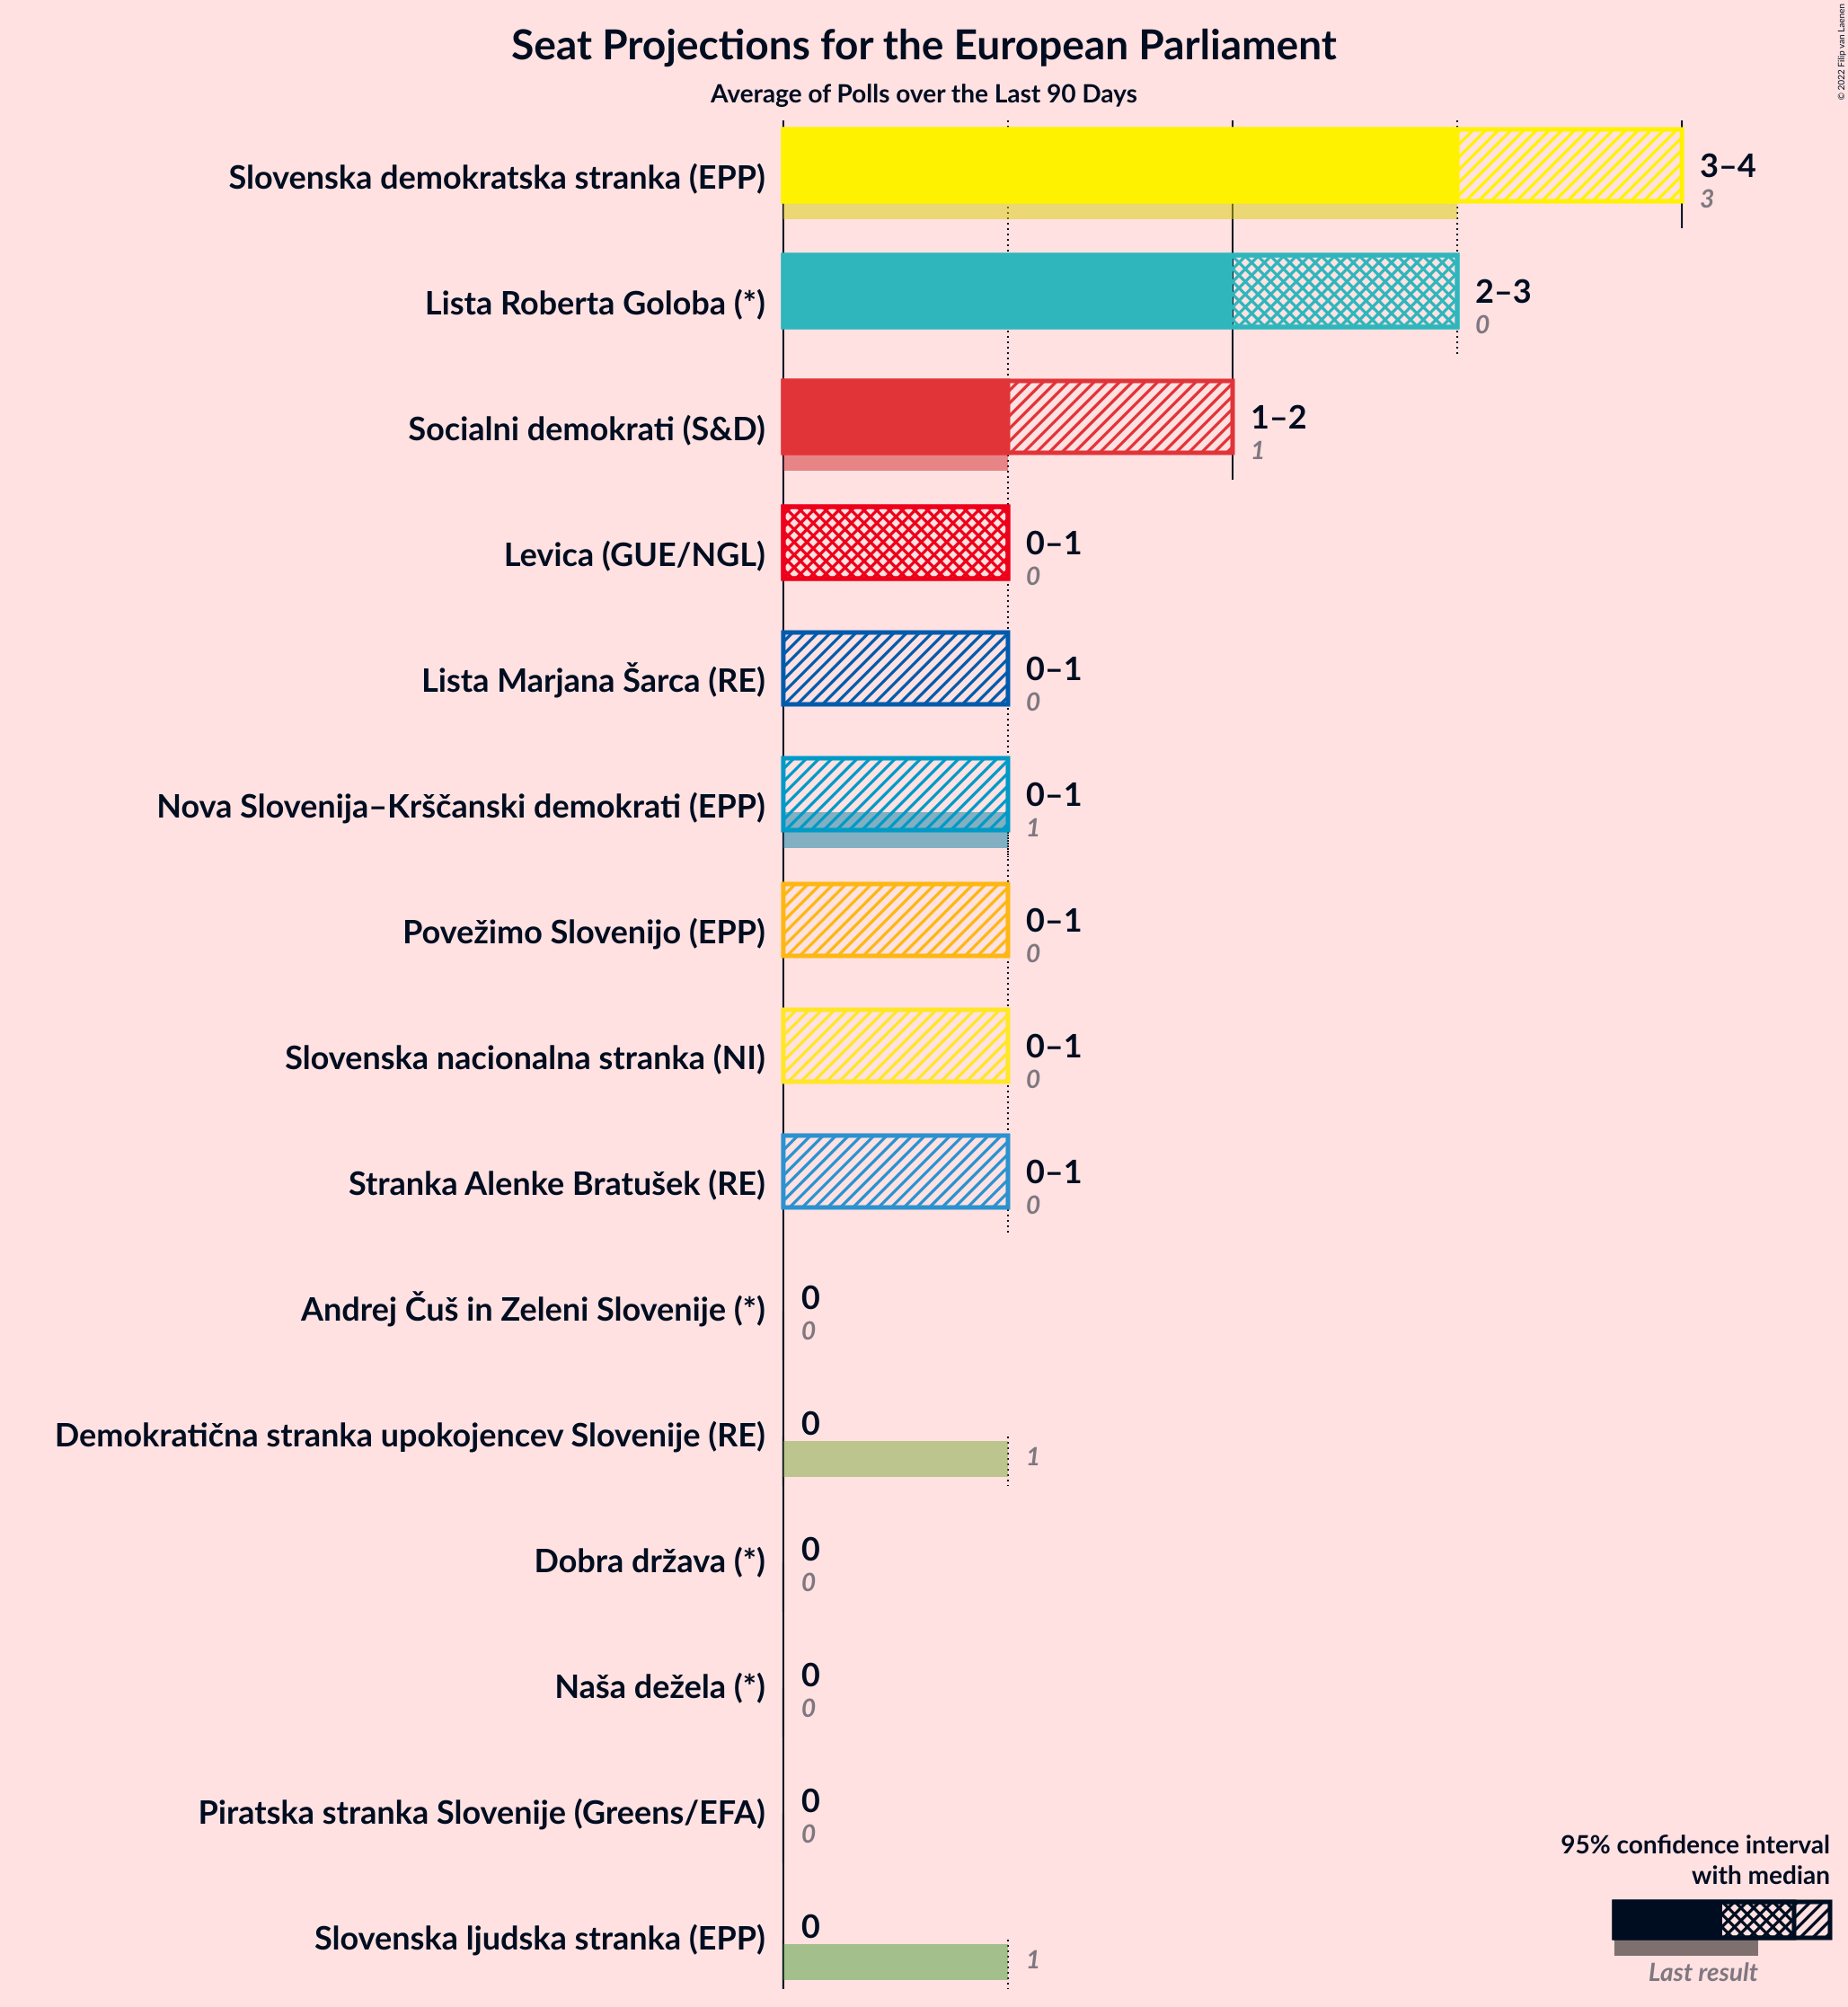 Seat Projections for the European Parliament
Average of Polls over the Last 90 Days
© 2022 Filip van Laenen
Slovenska demokratska stranka (EPP)
3–4
3
Lista Roberta Goloba (*)
2–3
0
Socialni demokrati (S&D)
1–2
1
Levica (GUE/NGL)
0–1
0
Lista Marjana Šarca (RE)
0–1
0
Nova Slovenija–Krščanski demokrati (EPP)
0–1
1
Povežimo Slovenijo (EPP)
0–1
0
Slovenska nacionalna stranka (NI)
0–1
0
Stranka Alenke Bratušek (RE)
0–1
0
Andrej Čuš in Zeleni Slovenije (*)
0
0
Demokratična stranka upokojencev Slovenije (RE)
0
1
Dobra država (*)
0
0
Naša dežela (*)
0
0
Piratska stranka Slovenije (Greens/EFA)
0
0
Slovenska ljudska stranka (EPP)
0
1
95% confidence interval
with median
Last result